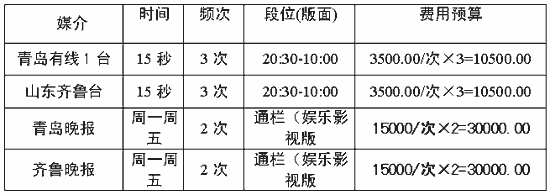 媒介 时间 频次 段位(版面) 费用预算
青岛有线1台 15秒 3次 20:30-10:00 3500.00/次×3=10500.00
山东齐鲁台 15秒 3次 20:30-10:00 3500.00/次×3=10500.00
青岛晚报 周一周五 2次 通栏（娱乐影视版 15000/次×2=30000.00
齐鲁晚报 周一周五 2次 通栏（娱乐影视版 15000/次×2=30000.00